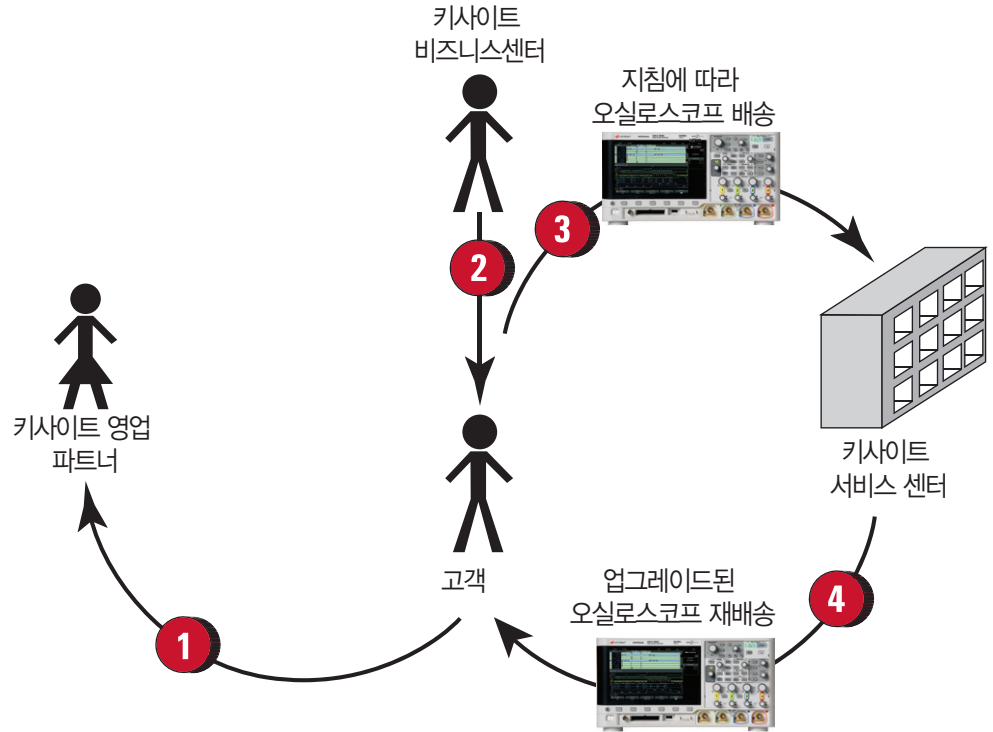 키사이트
비즈니스센터
지침에 따라
오실로스코프 배송
3
2
키사이트 영업
파트너
키사이트
서비스 센터
고객
업그레이드된
오실로스코프 재배송
4
1